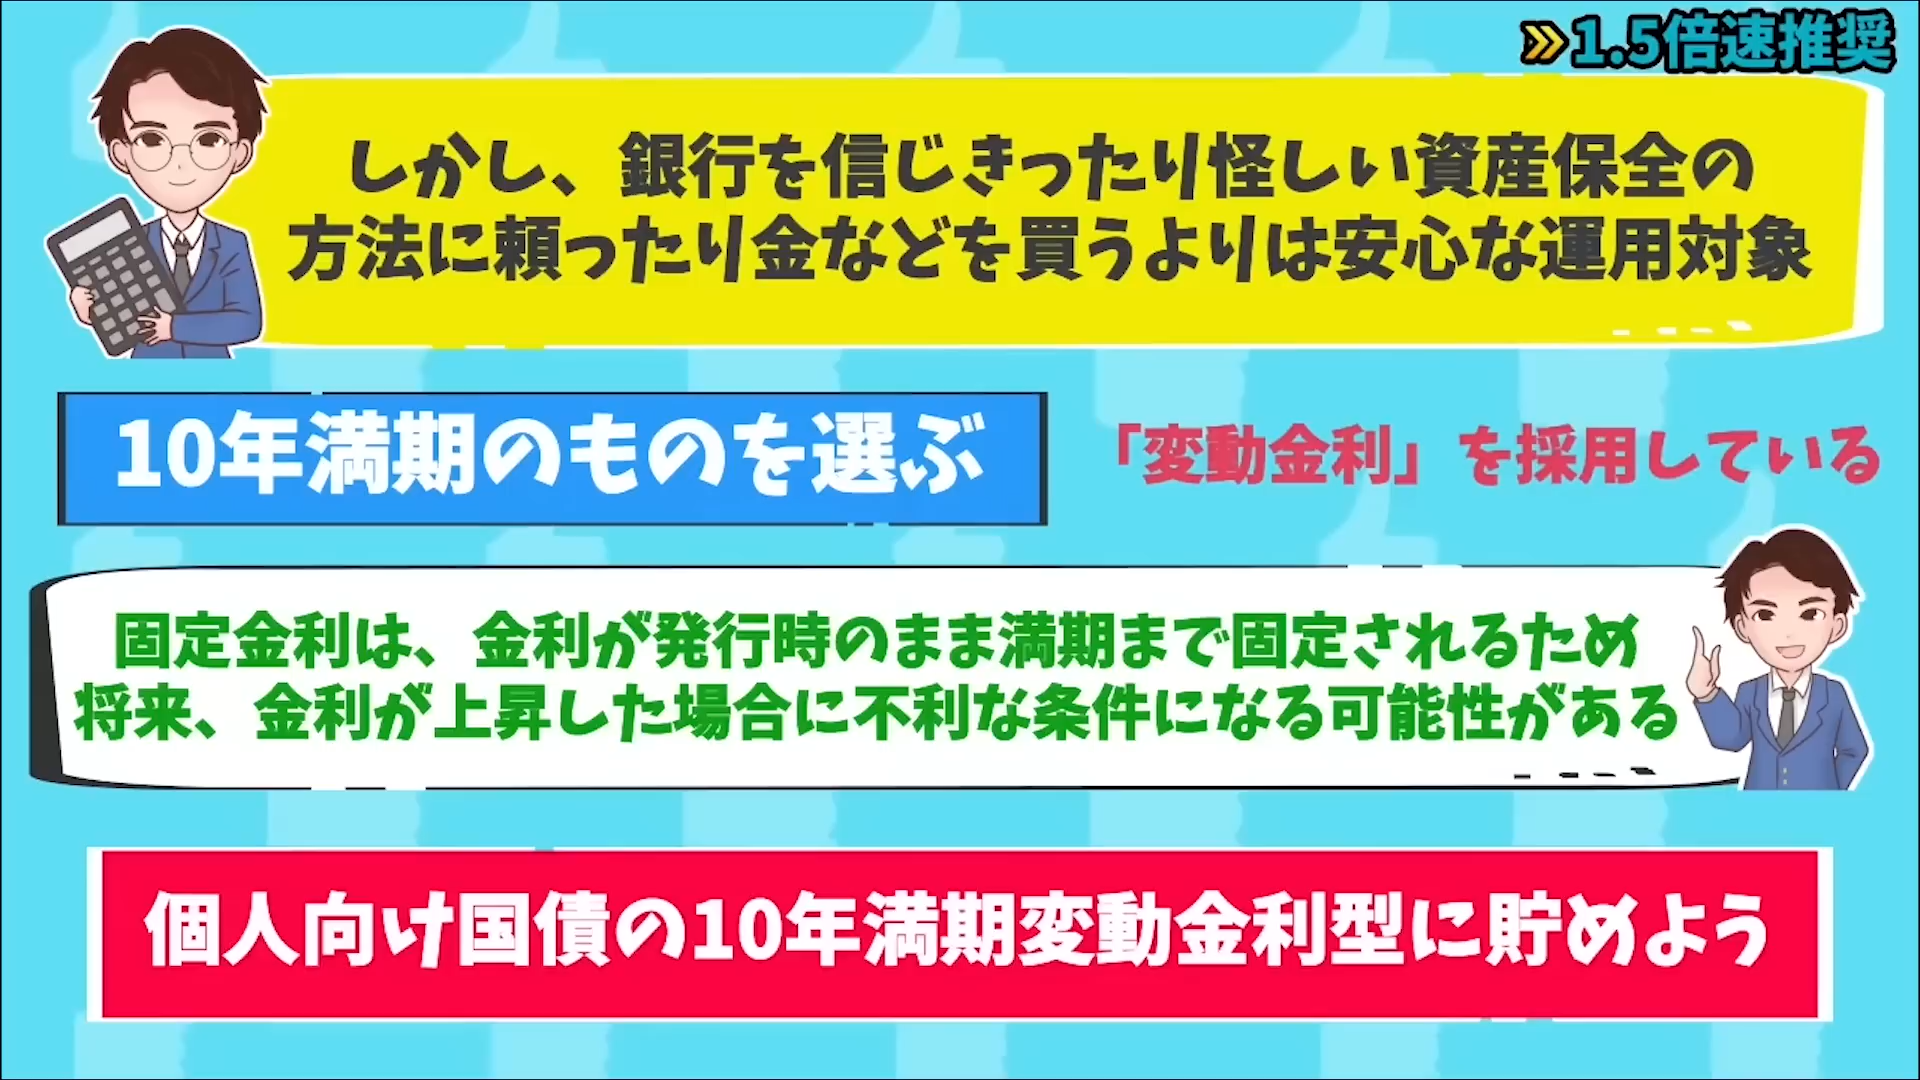 1.5倍速推奨
しかし、銀行を信じきったり怪しい資産保全の
方法に頼ったり金などを買うよりは安心な運用対象
10年満期のものを選ぶ
「変動金利」を採用している
固定金利は、金利が発行時のまま満期まで固定されるため
将来、金利が上昇した場合に不利な条件になる可能性がある
個人向け国債の10年満期変動金利型に貯めよう